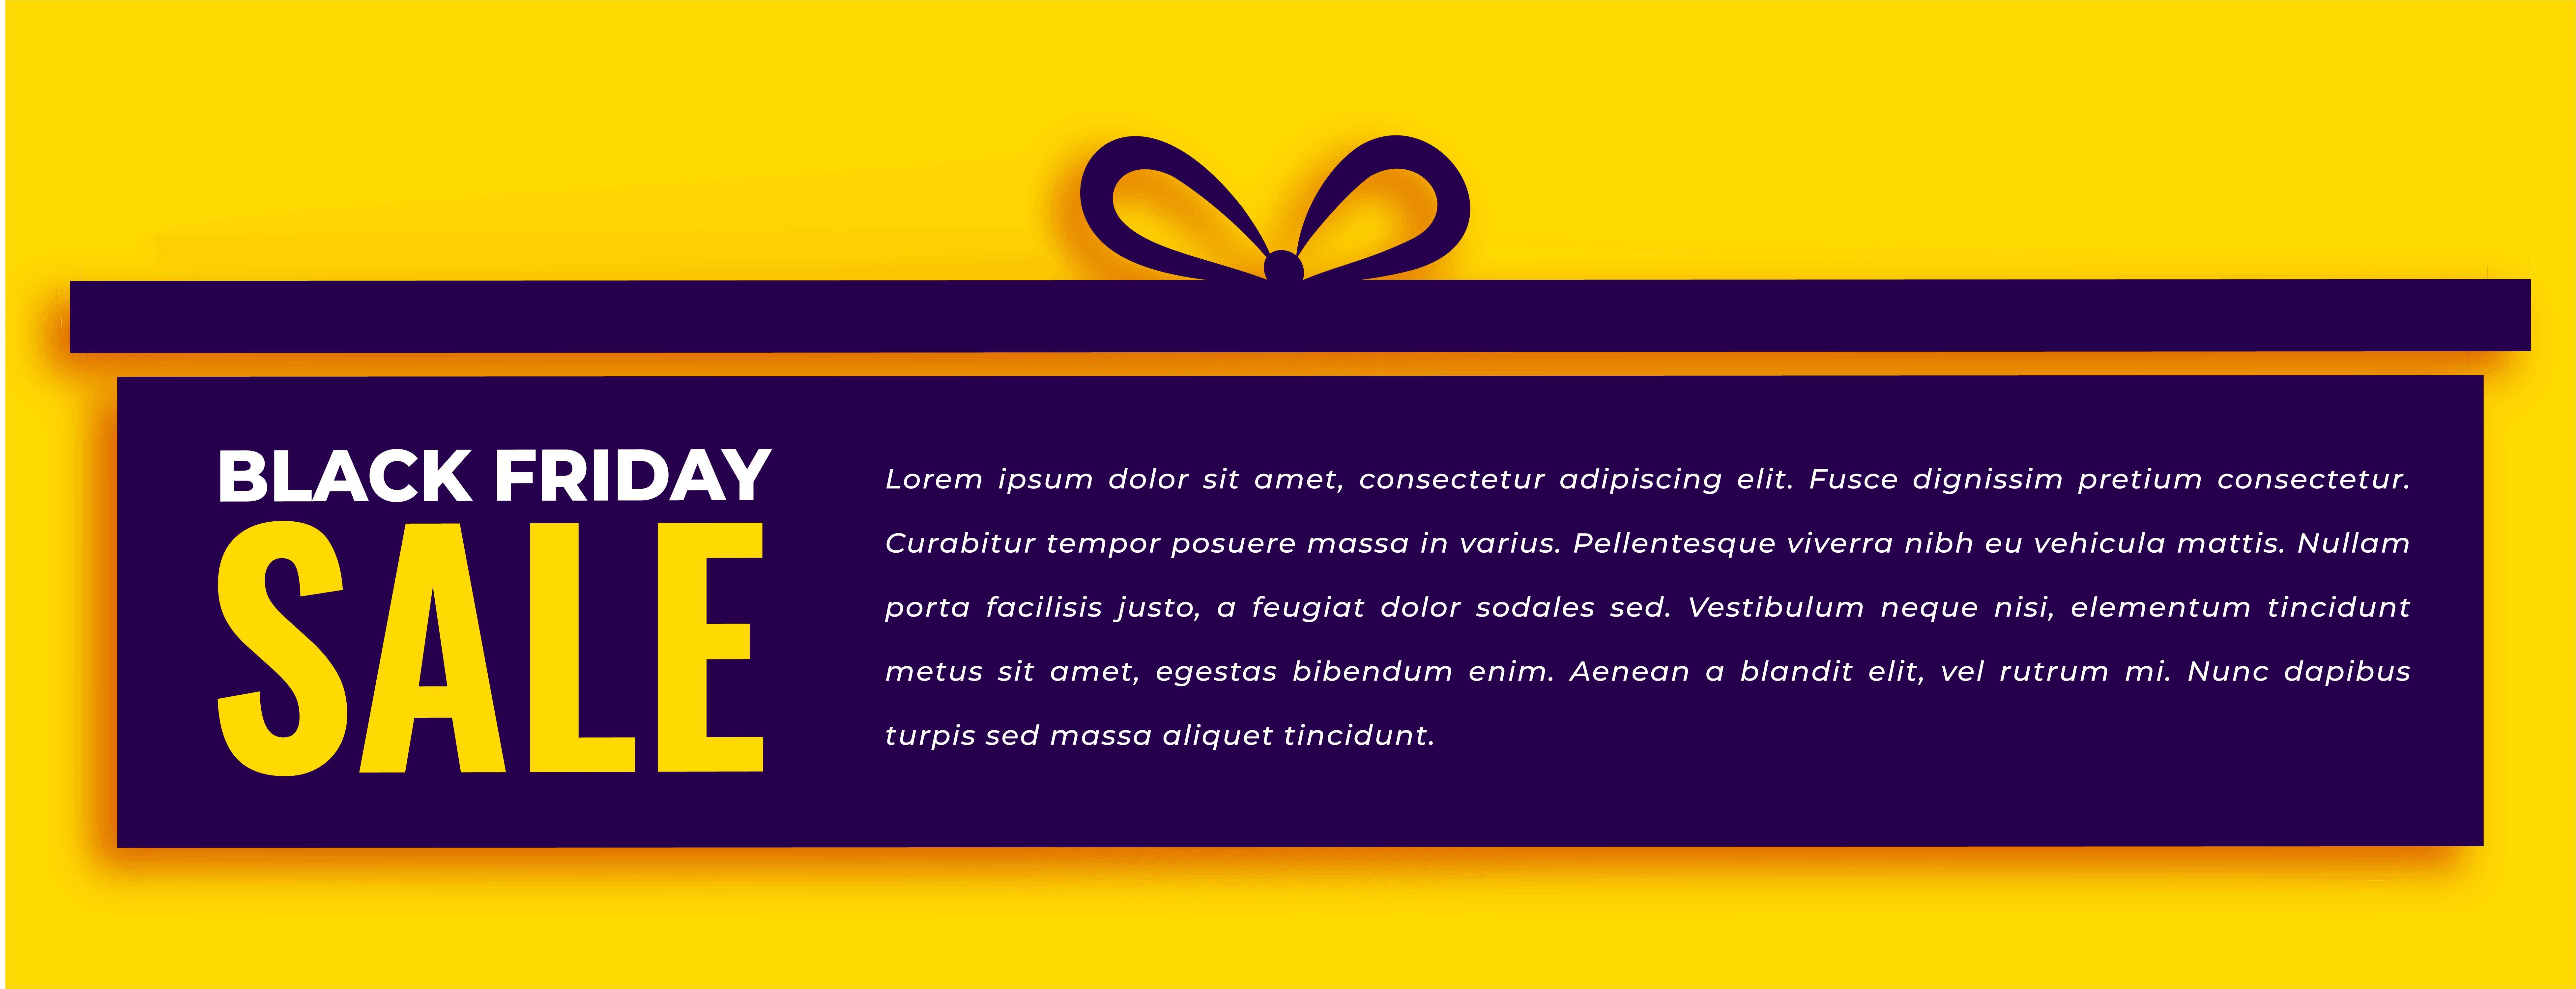 BLACK FRIDAY
SALE
Lorem ipsum dolor sit amet, consectetur adipiscing elit. Fusce dignissim pretium consectetur.
Curabitur tempor posuere massa in varius. Pellentesque viverra nibh eu vehicula mattis. Nullam
porta facilisis justo, a feugiat dolor sodales sed. Vestibulum neque nisi, elementum tincidunt
metus sit amet, egestas bibendum enim. Aenean a blandit elit, vel rutrum mi. Nunc dapibus
turpis sed massa aliquet tincidunt.